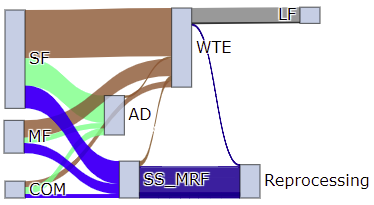 LF
WTE
SF
AD
MF
SS_MRF
Reprocessing
COM